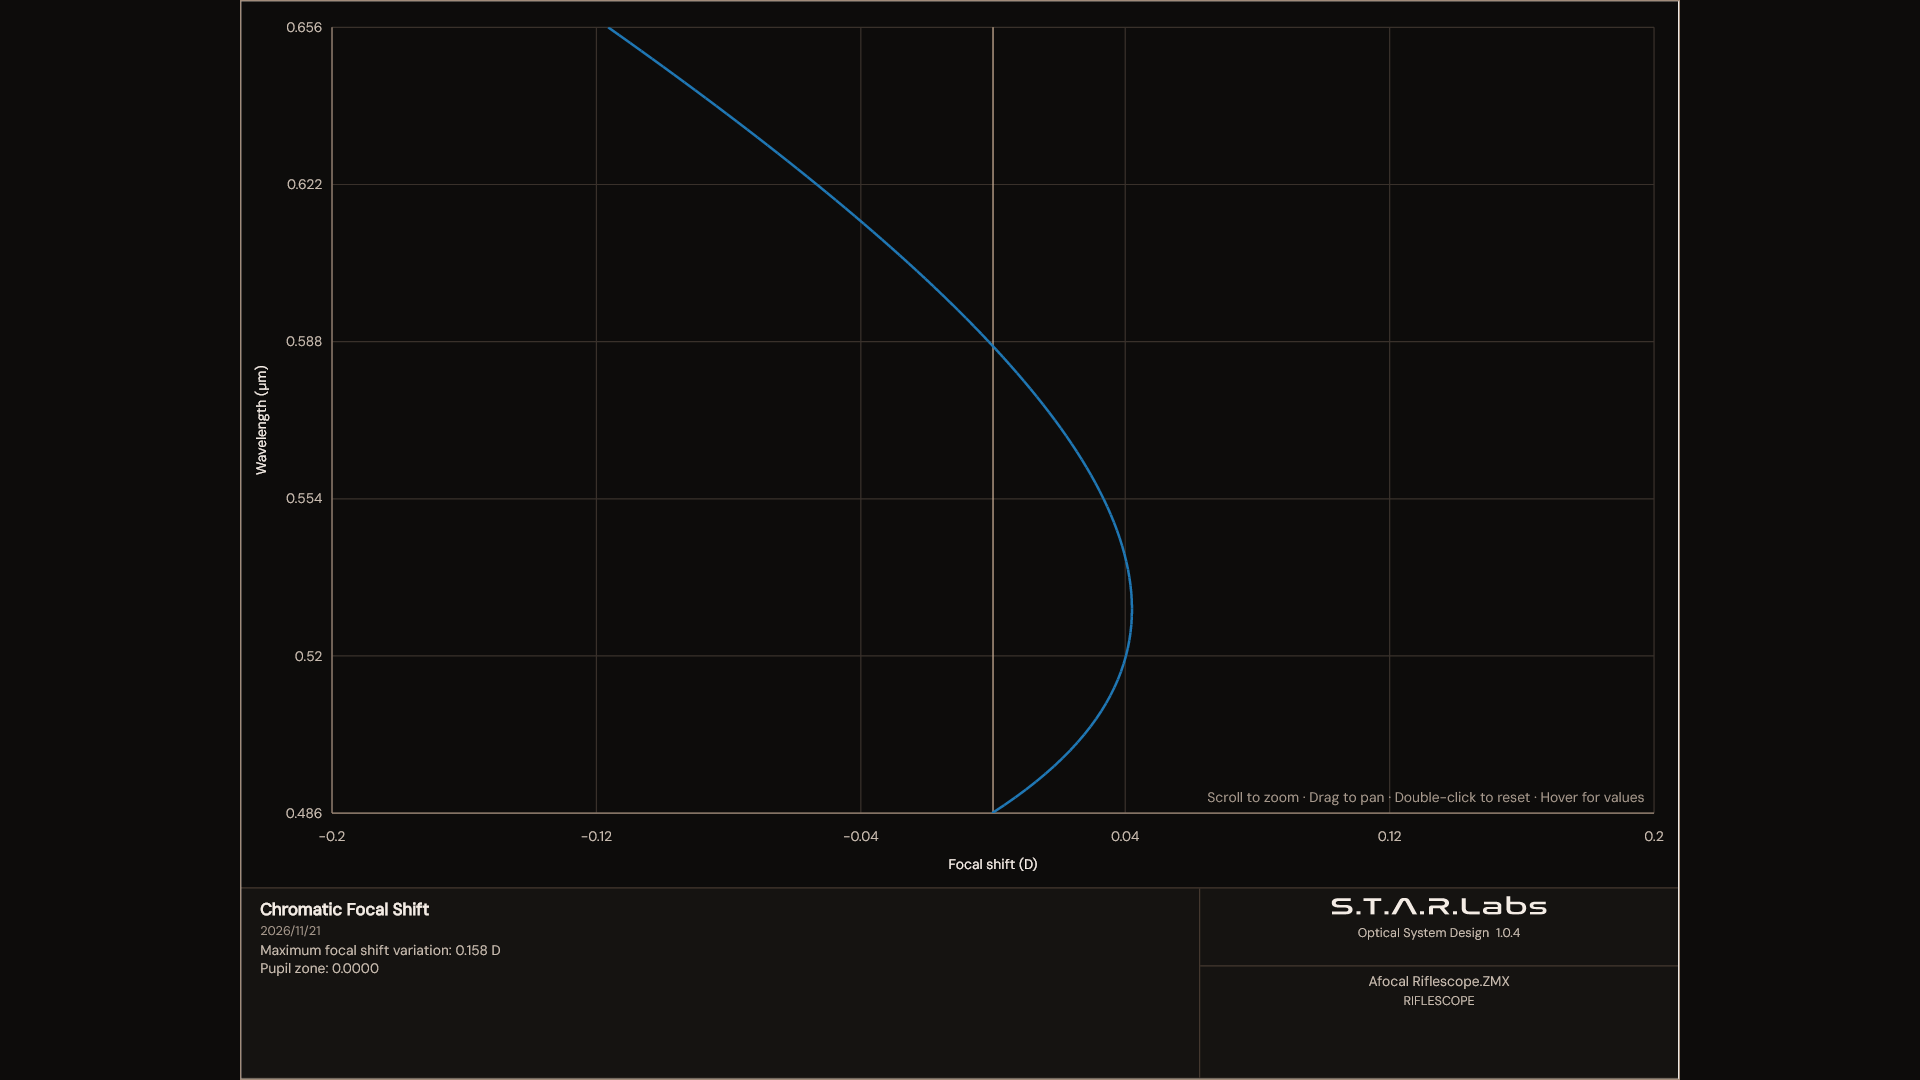 0.656
0.622
0.588
0.554
0.52
0.486
Wavelength (µm)
−0.2
−0.12
−0.04
0.04
0.12
0.2
Focal shift (D)
Scroll to zoom · Drag to pan · Double-click to reset · Hover for values
Chromatic Focal Shift
2026/11/21
Maximum focal shift variation: 0.158 D
Pupil zone: 0.0000
S.T.A.R.Labs
Optical System Design 1.0.4
Afocal Riflescope.ZMX
RIFLESCOPE